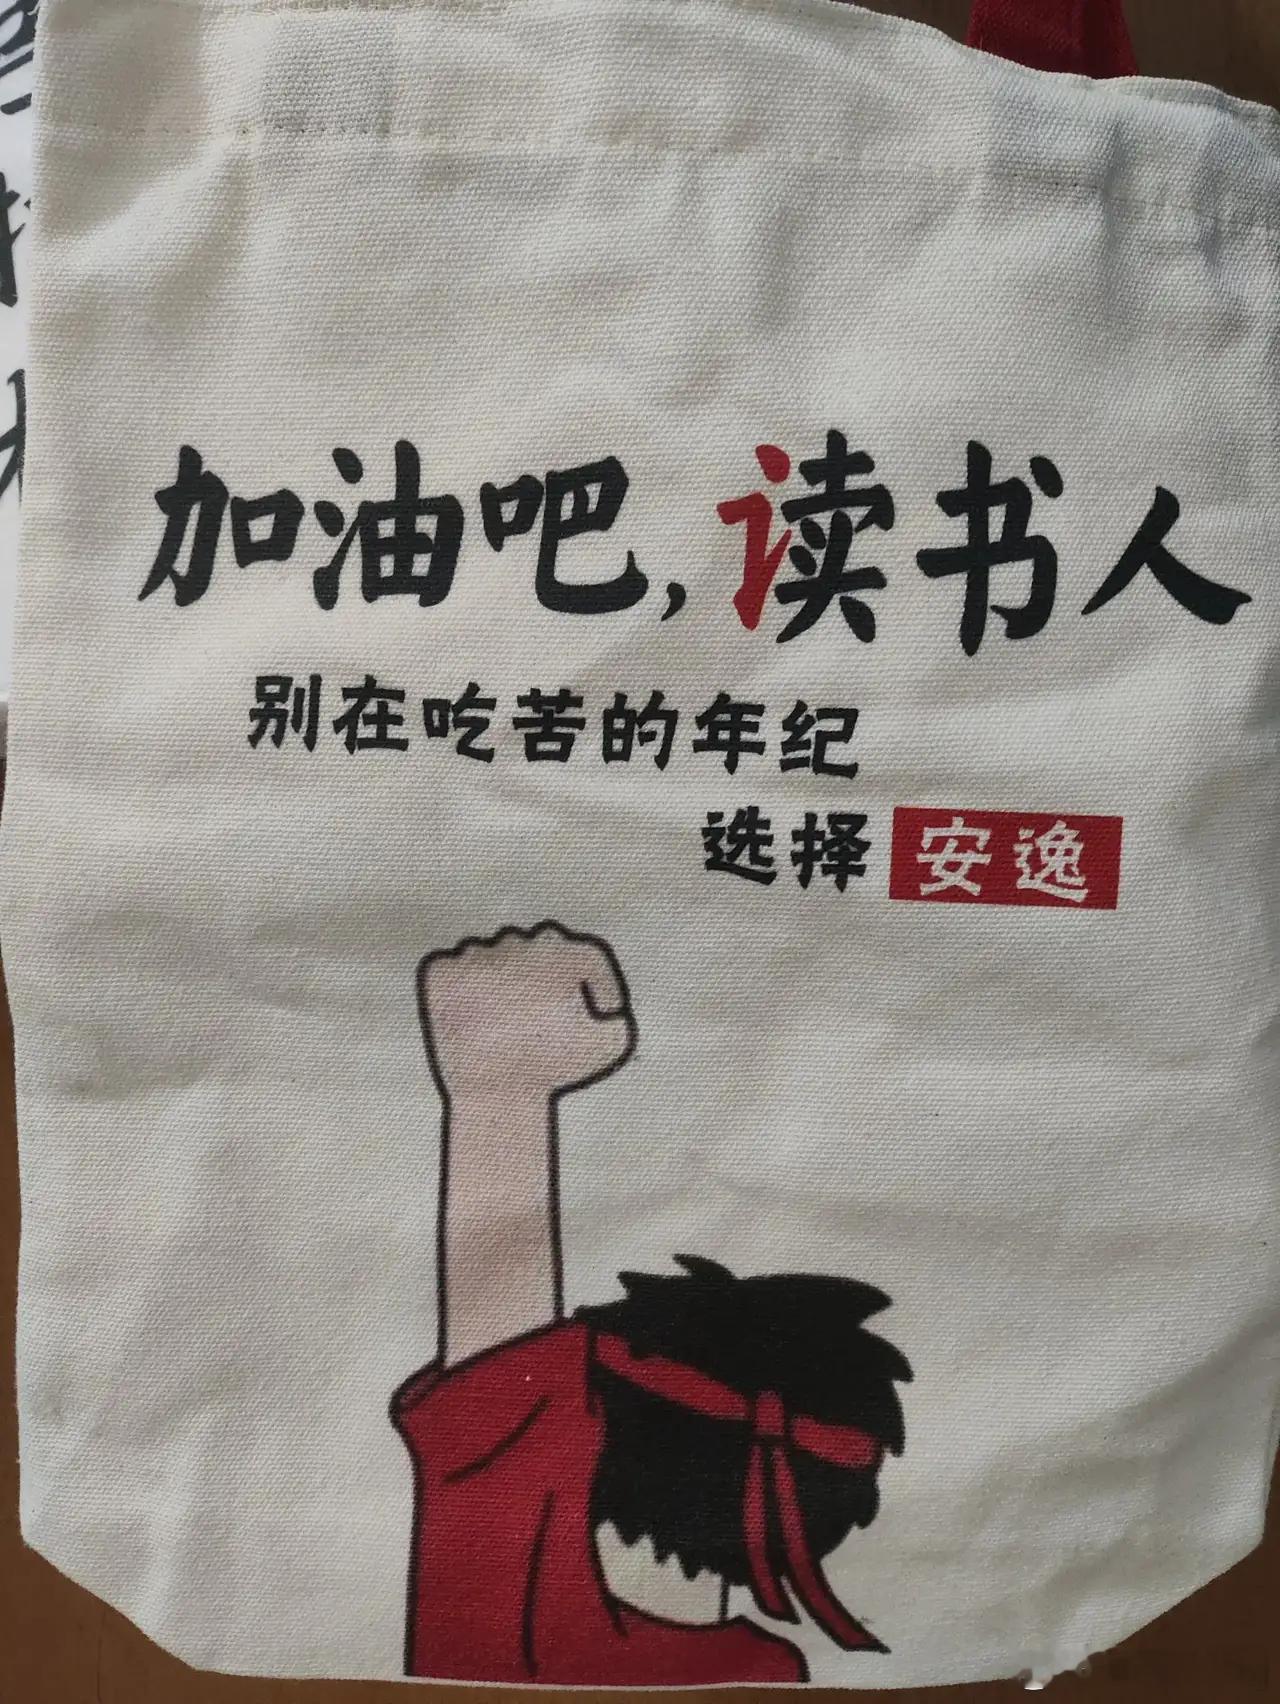 加油吧,读书人
别在吃苦的年纪
选择 安逸